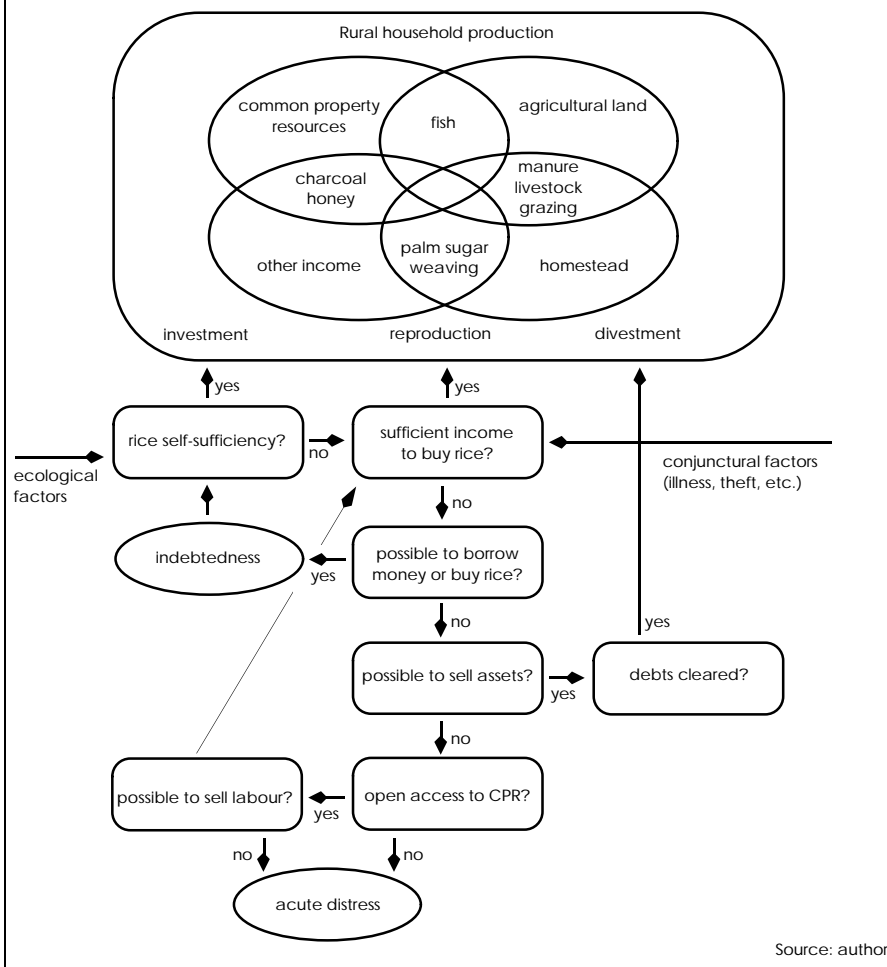 Rural household production
common property
resources
fish
agricultural land
charcoal
honey
manure
livestock
grazing
other income
palm sugar
weaving
homestead
investment
reproduction
divestment
yes
yes
rice self-sufficiency?
no
sufficient income
to buy rice?
ecological
factors
conjunctural factors
(illness, theft, etc.)
no
indebtedness
yes
possible to borrow
money or buy rice?
no
yes
possible to sell assets?
yes
debts cleared?
no
possible to sell labour?
yes
open access to CPR?
no
no
acute distress
Source: author